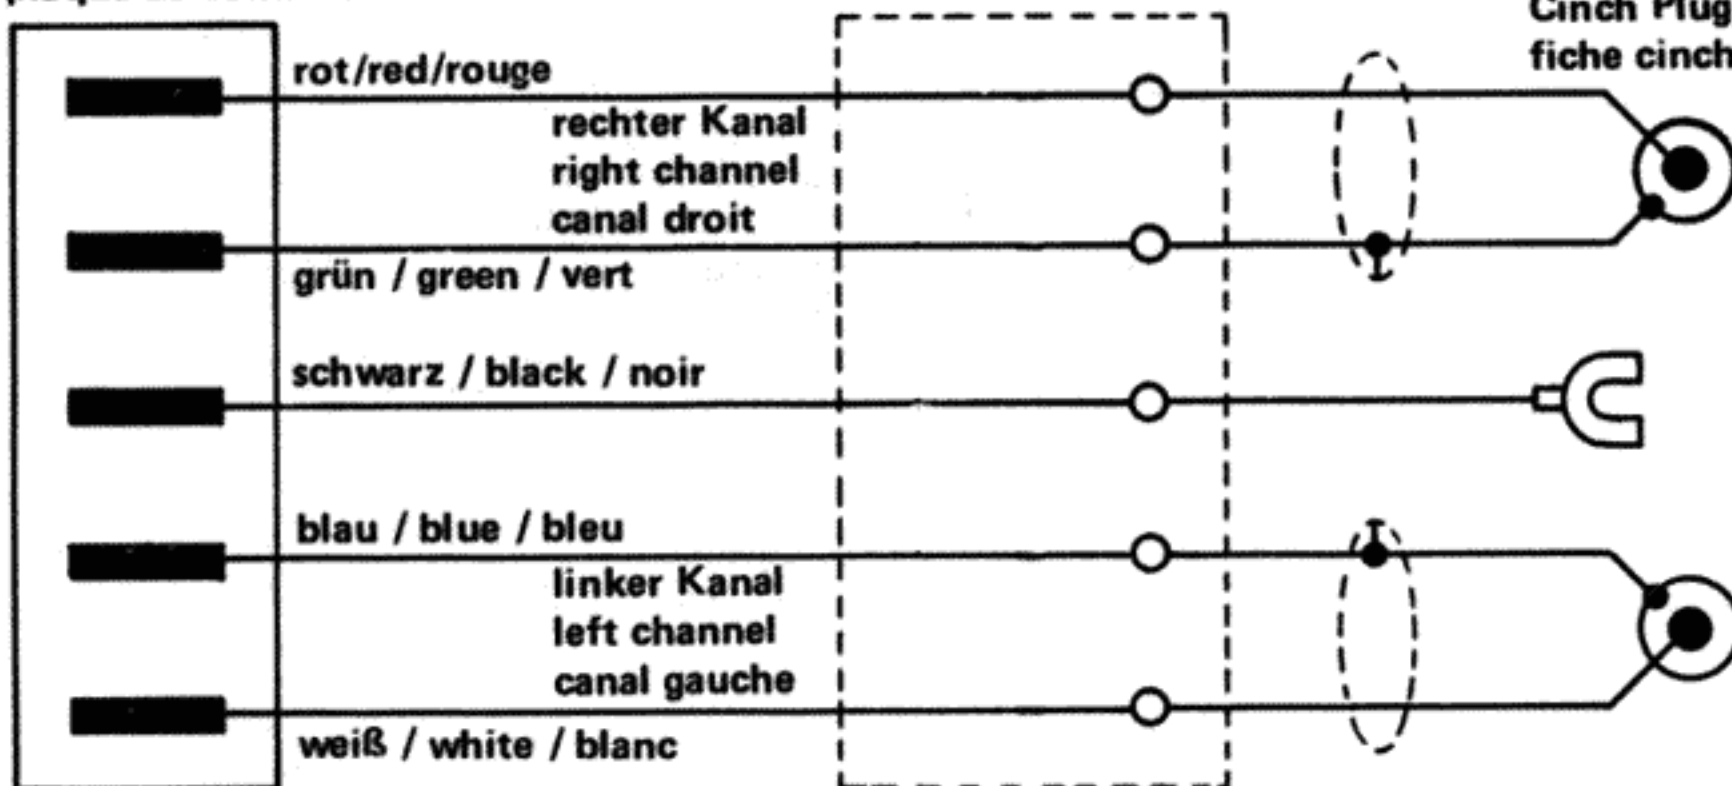 Cinch Plug
fiche cinch
rot/red/rouge
rechter Kanal
right channel
canal droit
grün / green / vert
schwarz / black / noir
blau / blue / bleu
linker Kanal
left channel
canal gauche
weiß / white / blanc